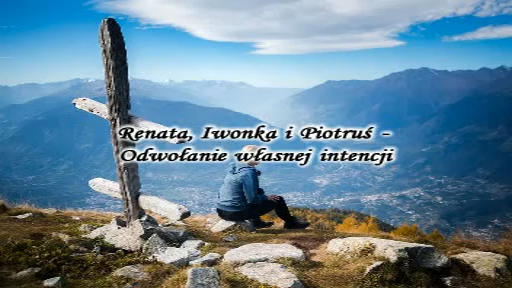 Renata, Iwonka i Piotruś -
Odwołanie własnej intencji